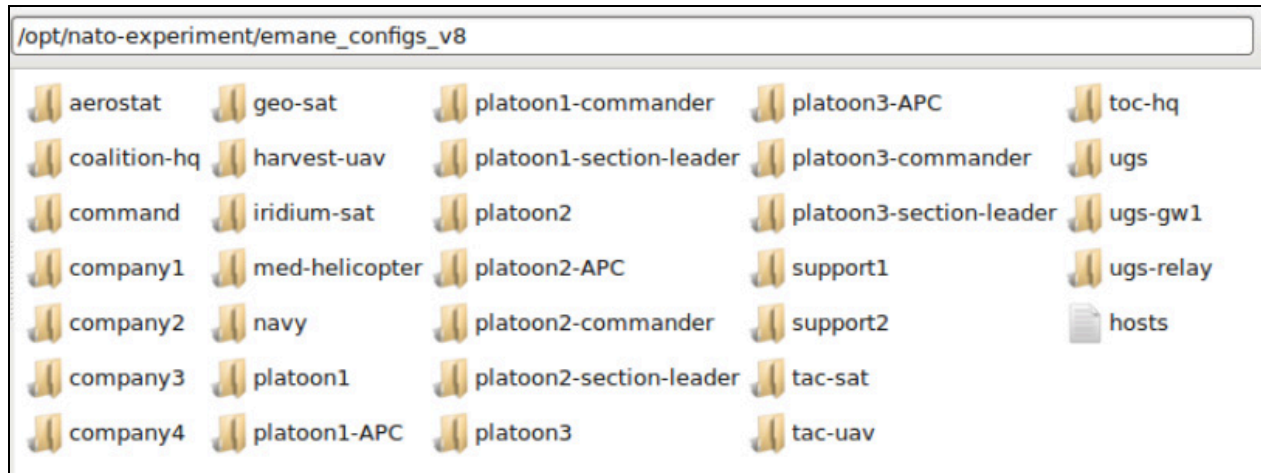 /opt/nato-experiment/emane_configs_v8
aerostat
coalition-hq
command
company1
company2
company3
company4
geo-sat
harvest-uav
iridium-sat
med-helicopter
navy
platoon1
platoon1-APC
platoon1-commander
platoon1-section-leader
platoon2
platoon2-APC
platoon2-commander
platoon2-section-leader
platoon3
platoon3-APC
platoon3-commander
platoon3-section-leader
support1
support2
tac-sat
tac-uav
toc-hq
ugs
ugs-gw1
ugs-relay
hosts